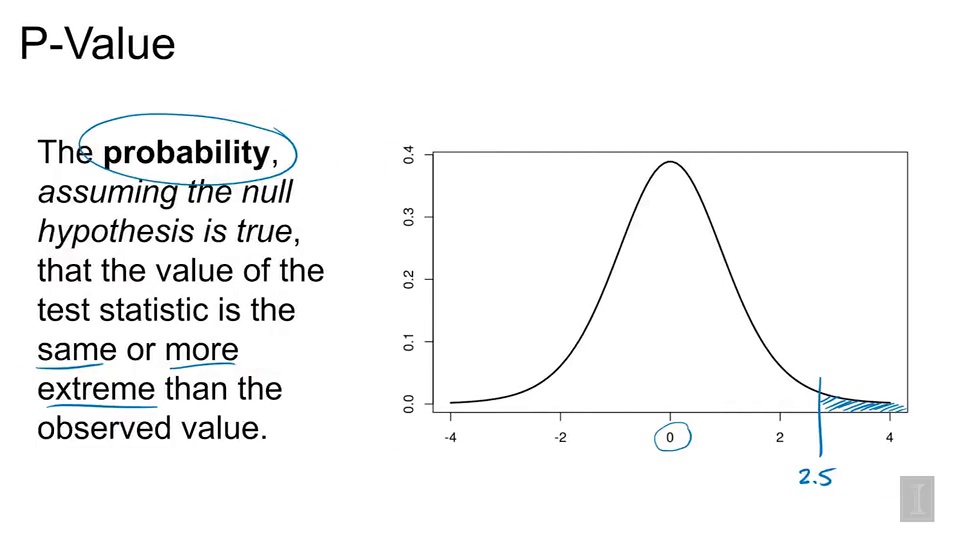 P-Value
The probability,
assuming the null
hypothesis is true,
that the value of the
test statistic is the
same or more
extreme than the
observed value.
0.4
0.3
0.2
0.1
0.0
-4 -2 0 2 4
2.5
I